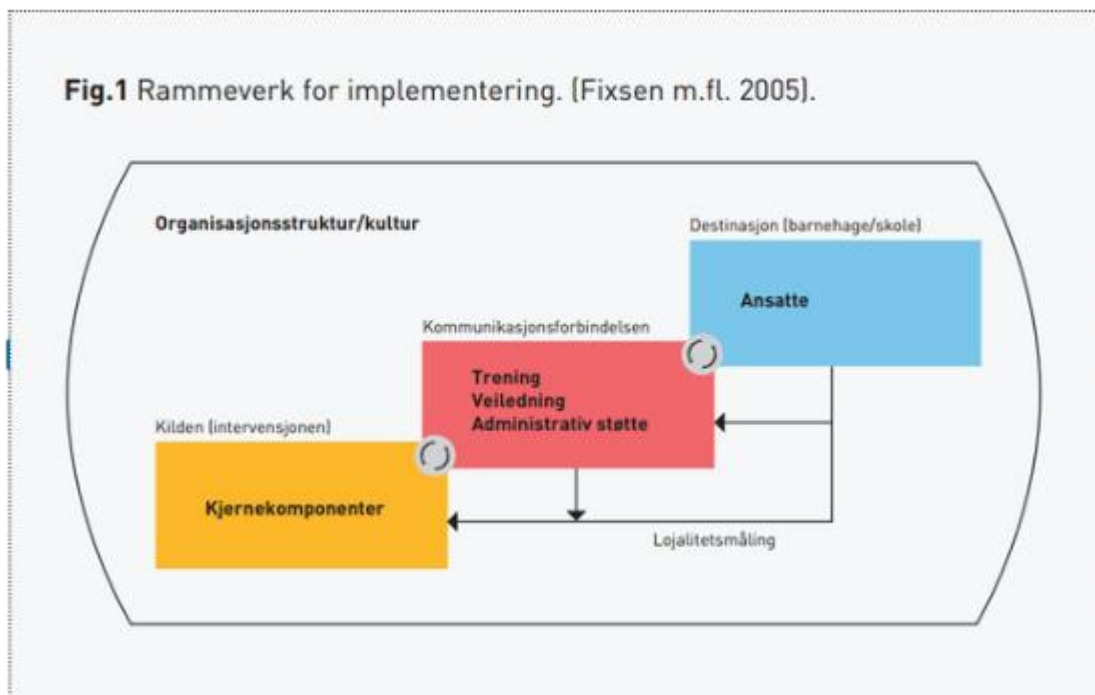 Fig.1 Rammeverk for implementering. (Fixsen m.fl. 2005).
Organisasjonsstruktur/kultur
Destinasjon (barnehage/skole)
Ansatte
Kommunikasjonsforbindelsen
Trening
Veiledning
Administrativ støtte
Kilden (intervensjonen)
Kjernekomponenter
Lojalitetsmåling